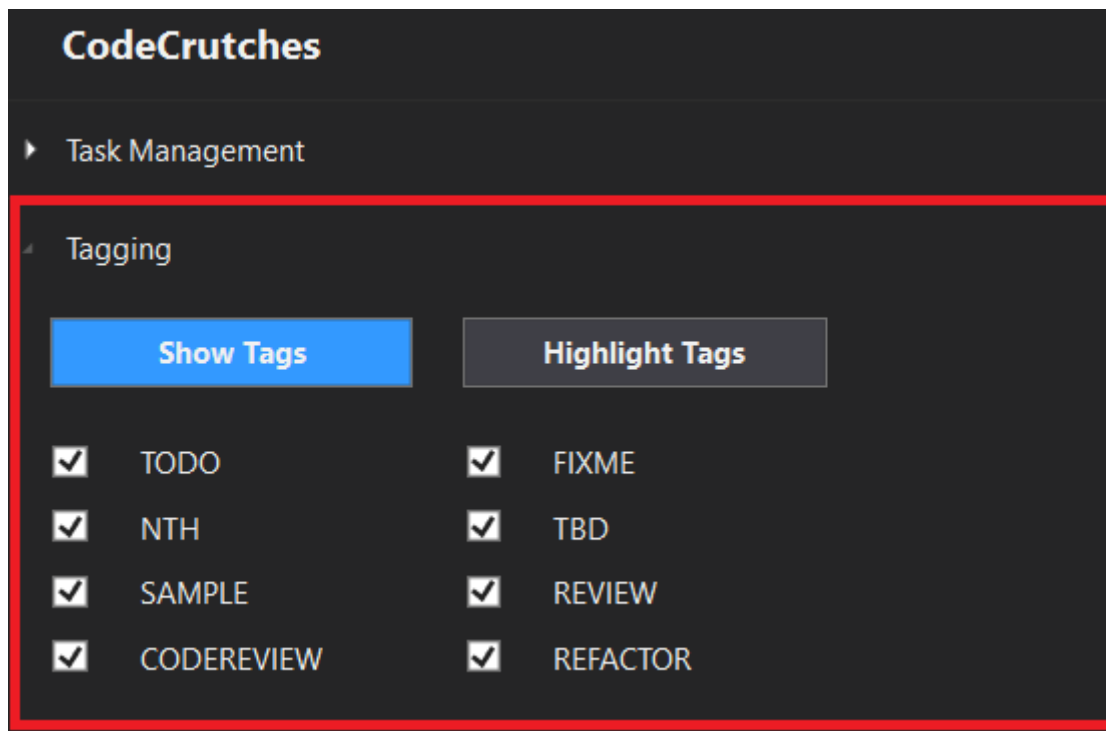 CodeCrutches
Task Management
Tagging
Show Tags Highlight Tags
TODO FIXME
NTH TBD
SAMPLE REVIEW
CODEREVIEW REFACTOR